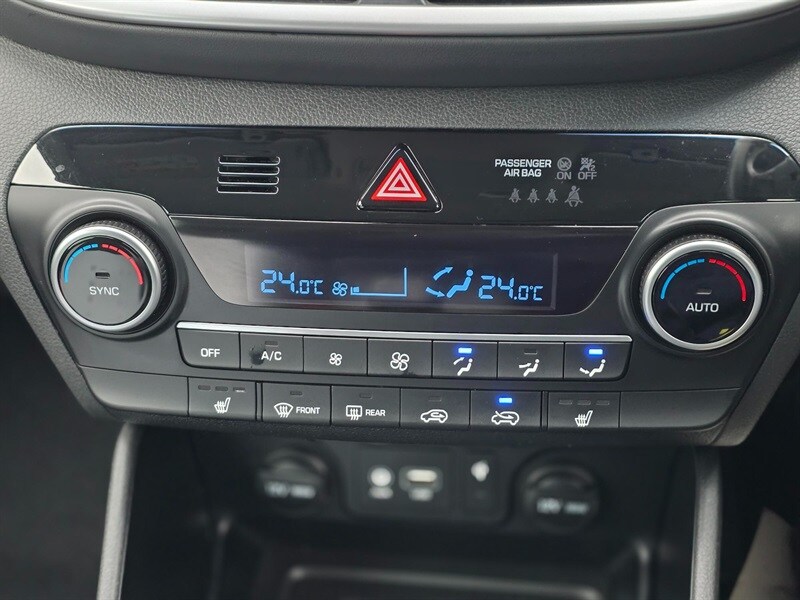 PASSENGER
AIR BAG ON OFF
24.0°C 24.0°C
SYNC AUTO
OFF A/C
FRONT REAR